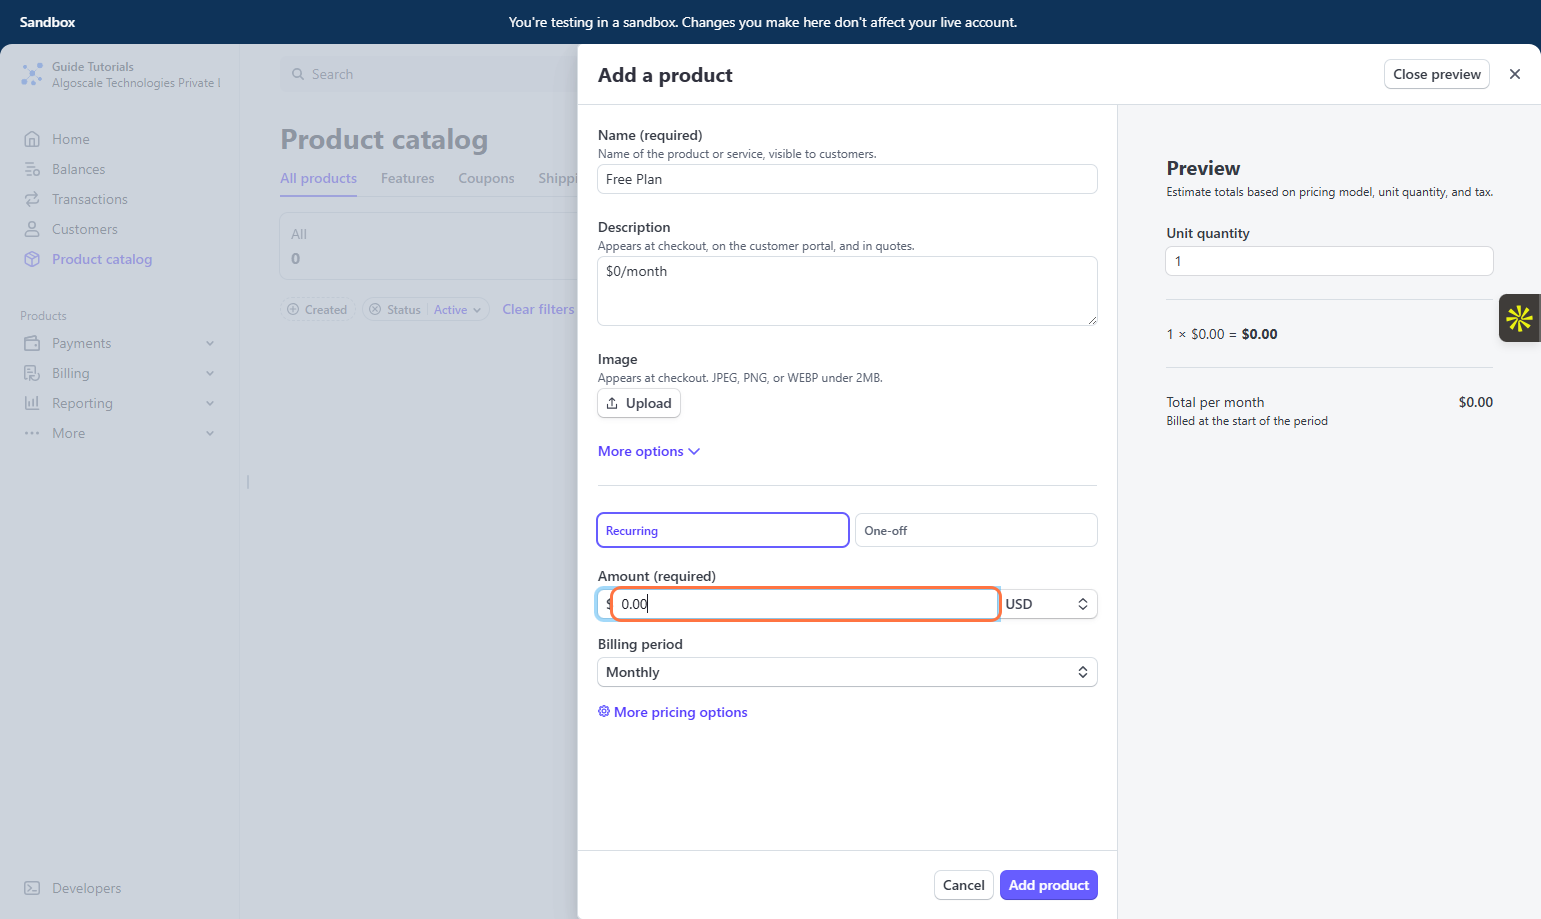 Sandbox
You're testing in a sandbox. Changes you make here don't affect your live account.
Guide Tutorials
Algoscale Technologies Private
Search
Home
Balances
Transactions
Customers
Product catalog
Products
Payments
Billing
Reporting
More
Developers
Product catalog
All products
Features
Coupons
Shippi
All
0
Created
Status
Active
Clear filters
Add a product
Close preview
Name (required)
Name of the product or service, visible to customers.
Free Plan
Description
Appears at checkout, on the customer portal, and in quotes.
$0/month
Image
Appears at checkout. JPEG, PNG, or WEBP under 2MB.
Upload
More options
Recurring
One-off
Amount (required)
$ 0.00
USD
Billing period
Monthly
More pricing options
Cancel
Add product
Preview
Estimate totals based on pricing model, unit quantity, and tax.
Unit quantity
1
1 × $0.00 = $0.00
Total per month $0.00
Billed at the start of the period